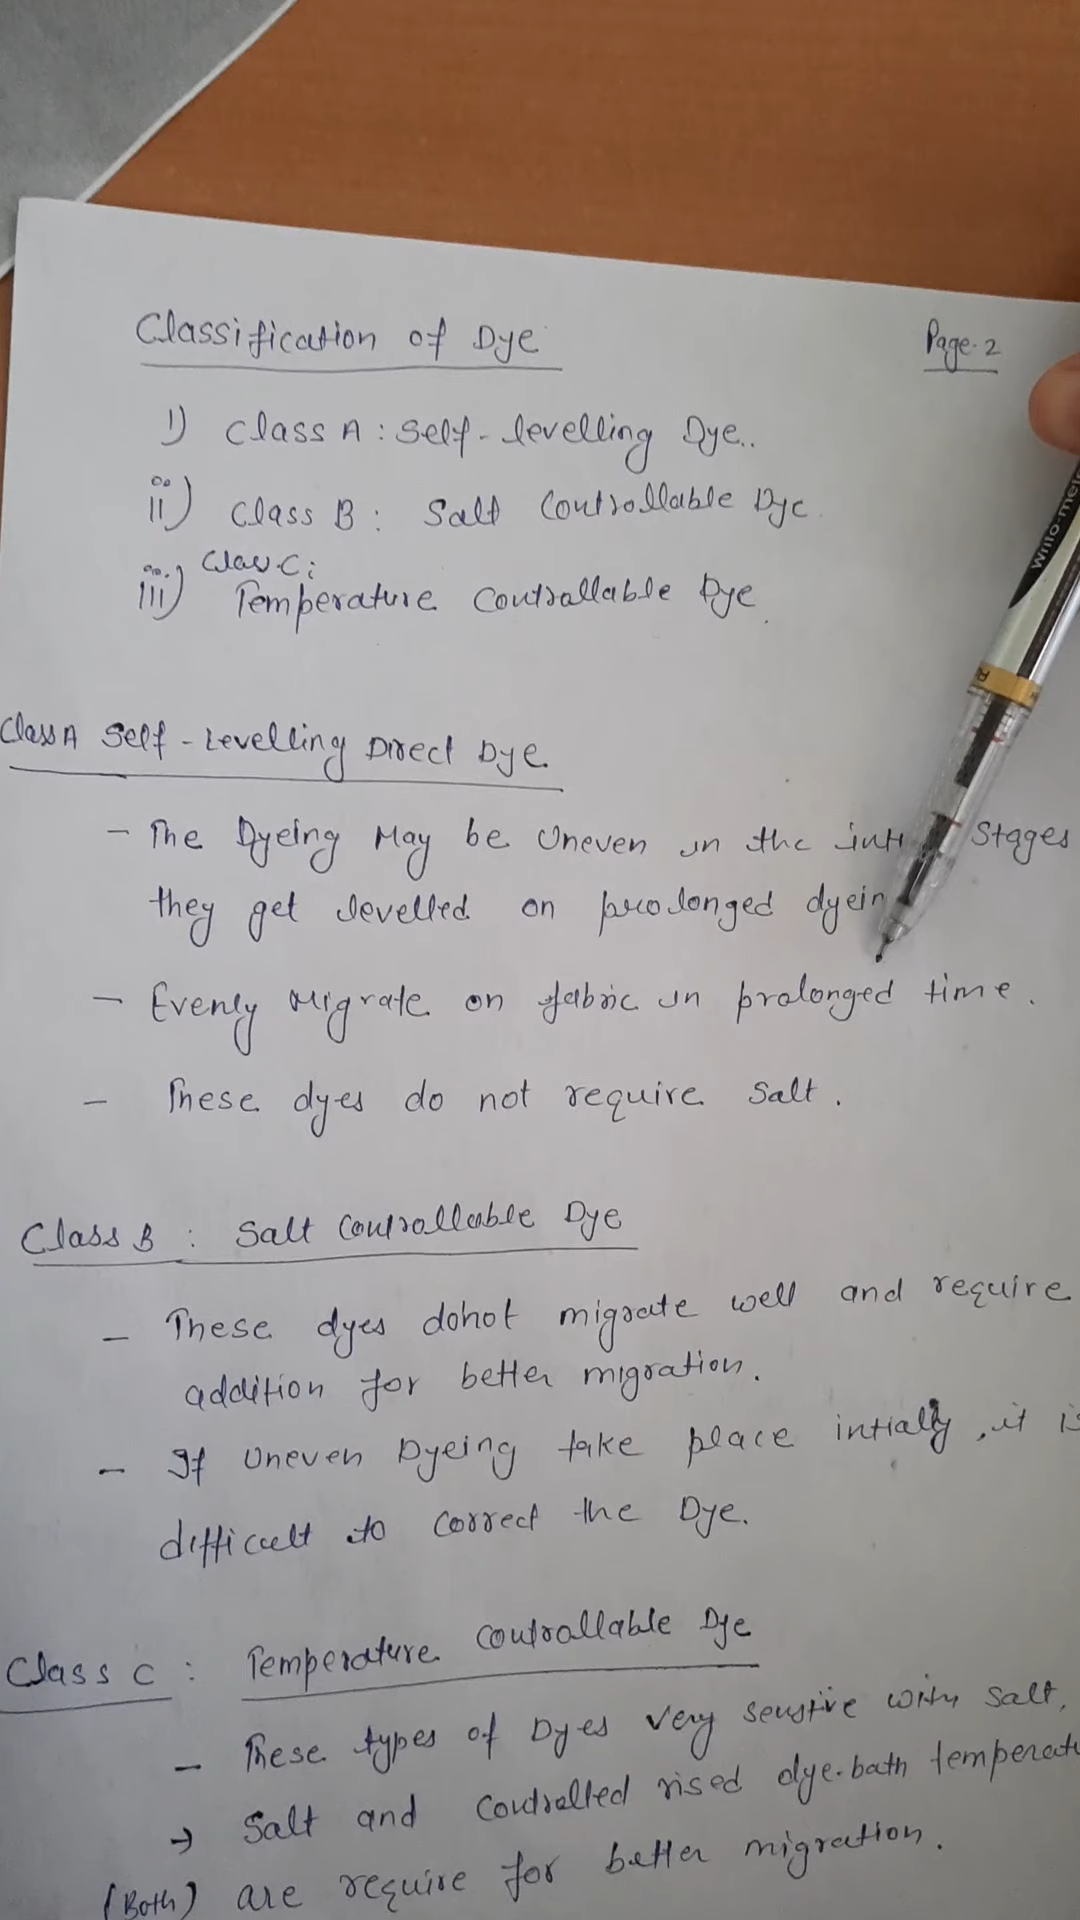 Classification of Dye
Page-2
1) Class A : Self-levelling Dye..
ii) Class B : Salt Controllable Dye.
Class C :
iii) Temperature Controllable Dye.
Class A Self-Levelling Direct Dye.
- The Dyeing May be Uneven in the Stages
they get levelled on prolonged dyein
- Evenly Migrate on fabric in prolonged time.
- These dyes do not require salt.
Class B : Salt Controllable Dye
- These dyes donot migrate well and require
addition for better migration.
- If Uneven Dyeing take place intially, it is
difficult to correct the Dye.
Class C : Temperature Controllable Dye
- These types of Dyes very senstive with salt.
→ Salt and Controlled rised dye-bath temperatu
(Both) are require for better migration.